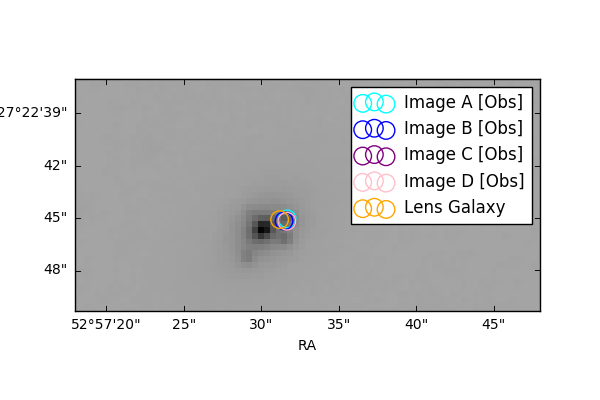 Image A [Obs]
Image B [Obs]
Image C [Obs]
Image D [Obs]
Lens Galaxy
27°22'39"
42"
45"
48"
52°57'20" 25" 30" 35" 40" 45"
RA